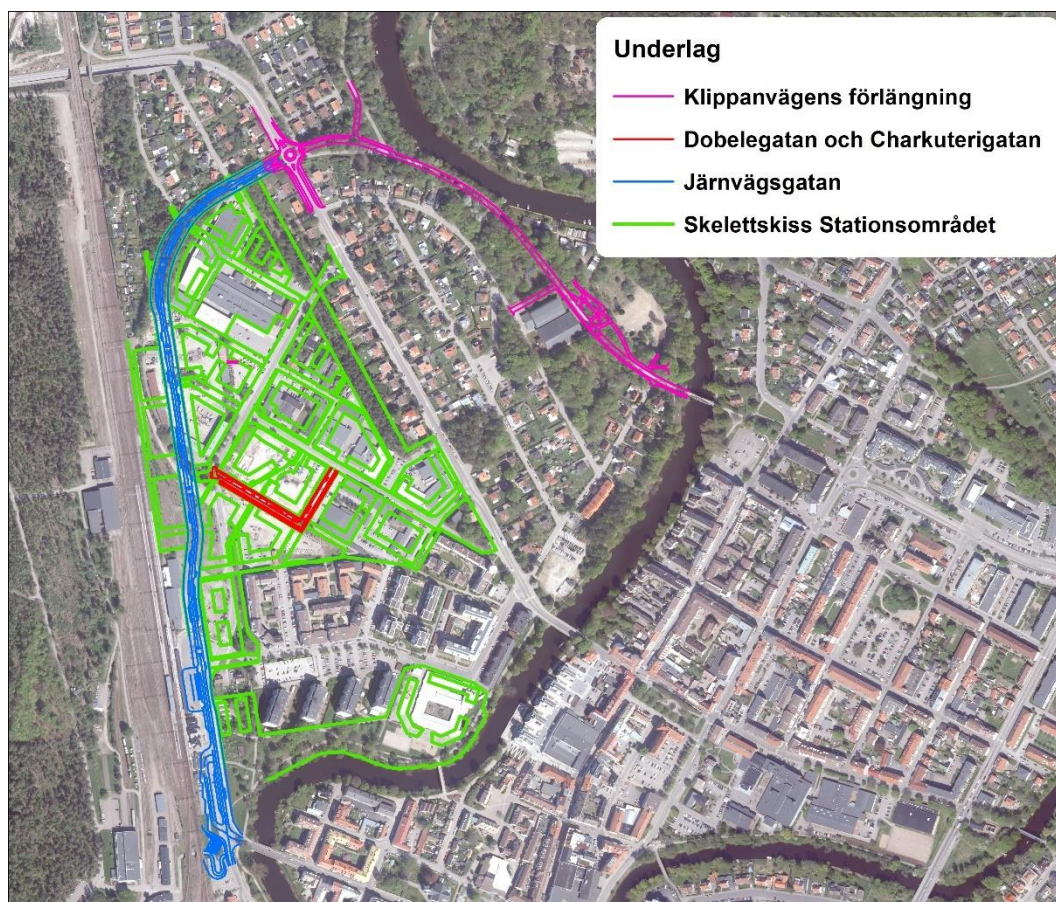 Underlag
Klippanvägens förlängning
Dobelegatan och Charkuterigatan
Järnvägsgatan
Skelettskiss Stationsområdet